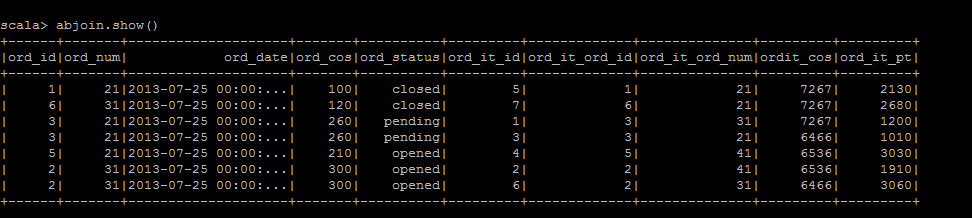 scala> abjoin.show()
+------+-------+--------------------+-------+----------+---------+-------------+--------------+---------+---------+
|ord_id|ord_num|            ord_date|ord_cos|ord_status|ord_it_id|ord_it_ord_id|ord_it_ord_num|ordit_cos|ord_it_pt|
+------+-------+--------------------+-------+----------+---------+-------------+--------------+---------+---------+
|     1|     21|2013-07-25 00:00:...|    100|    closed|        5|            1|            21|     7267|     2130|
|     6|     31|2013-07-25 00:00:...|    120|    closed|        7|            6|            21|     7267|     2680|
|     3|     21|2013-07-25 00:00:...|    260|   pending|        1|            3|            31|     7267|     1200|
|     3|     21|2013-07-25 00:00:...|    260|   pending|        3|            3|            21|     6466|     1010|
|     5|     21|2013-07-25 00:00:...|    210|    opened|        4|            5|            41|     6536|     3030|
|     2|     31|2013-07-25 00:00:...|    300|    opened|        2|            2|            41|     6536|     1910|
|     2|     31|2013-07-25 00:00:...|    300|    opened|        6|            2|            31|     6466|     3060|
+------+-------+--------------------+-------+----------+---------+-------------+--------------+---------+---------+